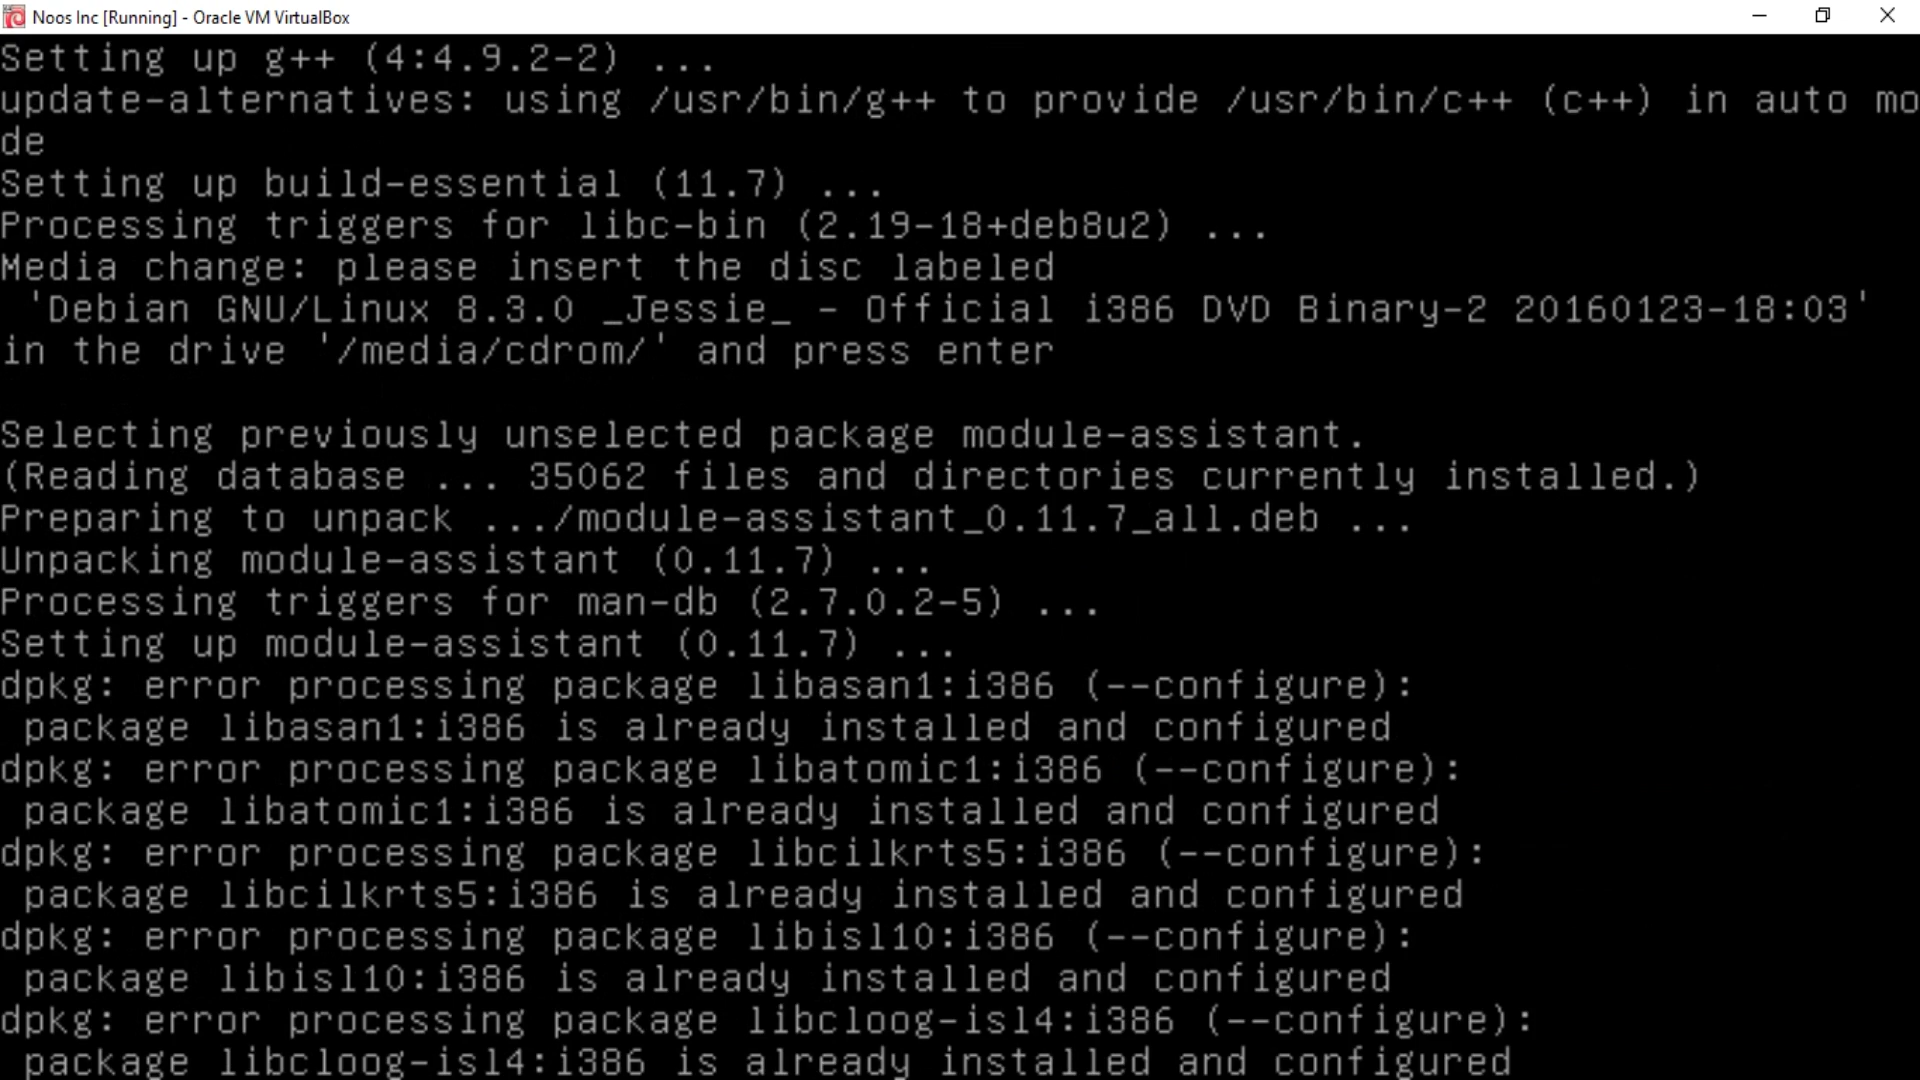 Noos Inc [Running] - Oracle VM VirtualBox
Setting up g++ (4:4.9.2-2) ...
update-alternatives: using /usr/bin/g++ to provide /usr/bin/c++ (c++) in auto mo
de
Setting up build-essential (11.7) ...
Processing triggers for libc-bin (2.19-18+deb8u2) ...
Media change: please insert the disc labeled
 'Debian GNU/Linux 8.3.0 _Jessie_ - Official i386 DVD Binary-2 20160123-18:03'
in the drive '/media/cdrom/' and press enter
Selecting previously unselected package module-assistant.
(Reading database ... 35062 files and directories currently installed.)
Preparing to unpack .../module-assistant_0.11.7_all.deb ...
Unpacking module-assistant (0.11.7) ...
Processing triggers for man-db (2.7.0.2-5) ...
Setting up module-assistant (0.11.7) ...
dpkg: error processing package libasan1:i386 (--configure):
 package libasan1:i386 is already installed and configured
dpkg: error processing package libatomic1:i386 (--configure):
 package libatomic1:i386 is already installed and configured
dpkg: error processing package libcilkrts5:i386 (--configure):
 package libcilkrts5:i386 is already installed and configured
dpkg: error processing package libisl10:i386 (--configure):
 package libisl10:i386 is already installed and configured
dpkg: error processing package libcloog-isl4:i386 (--configure):
 package libcloog-isl4:i386 is already installed and configured